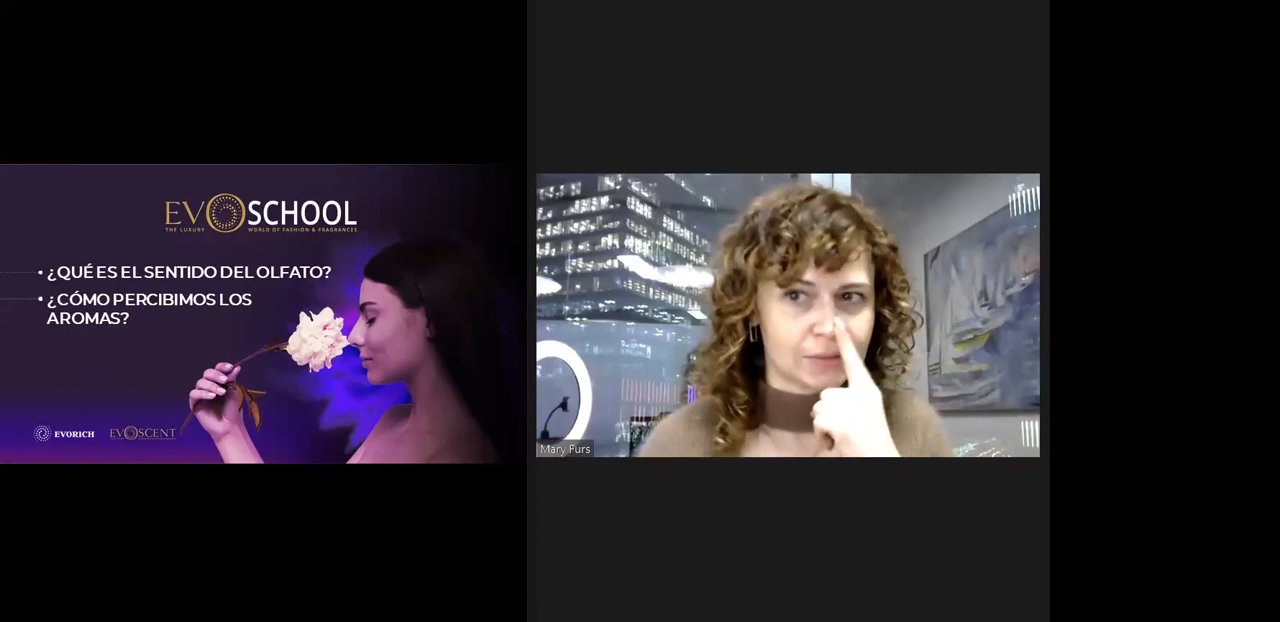 EVOSCHOOL
THE LUXURY WORLD OF FASHION & FRAGRANCES
• ¿QUÉ ES EL SENTIDO DEL OLFATO?
• ¿CÓMO PERCIBIMOS LOS
AROMAS?
EVORICH EVOSCENT
Mary Furs